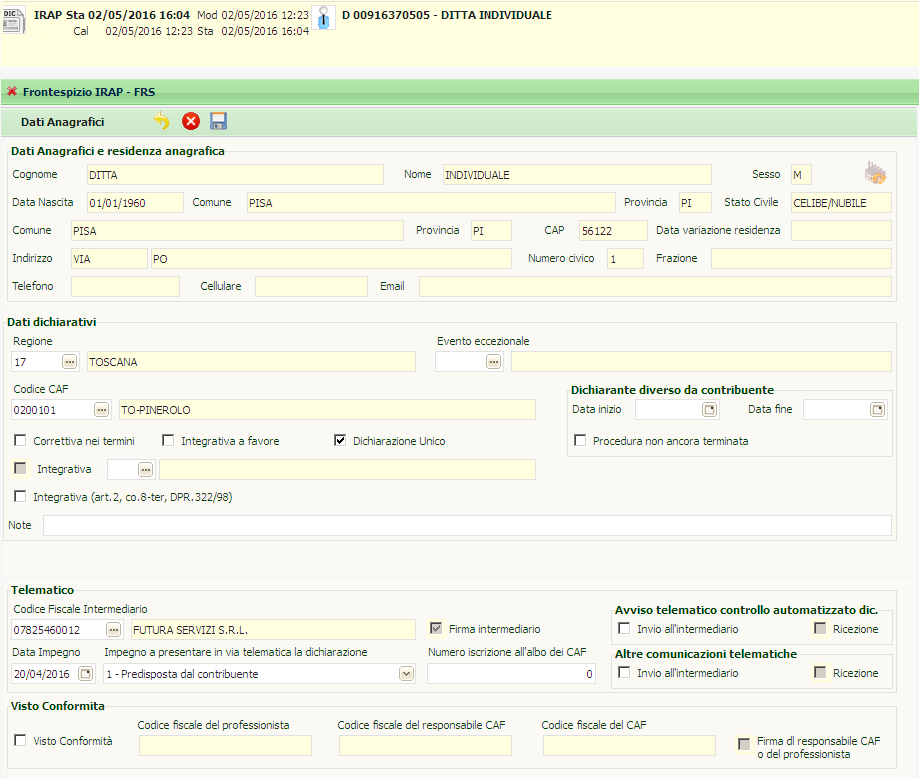 DIC
IRAP Sta 02/05/2016 16:04 Mod 02/05/2016 12:23 D 00916370505 - DITTA INDIVIDUALE
Cal 02/05/2016 12:23 Sta 02/05/2016 16:04
Frontespizio IRAP - FRS
Dati Anagrafici
Dati Anagrafici e residenza anagrafica
Cognome DITTA Nome INDIVIDUALE Sesso M
Data Nascita 01/01/1960 Comune PISA Provincia PI Stato Civile CELIBE/NUBILE
Comune PISA Provincia PI CAP 56122 Data variazione residenza
Indirizzo VIA PO Numero civico 1 Frazione
Telefono Cellulare Email
Dati dichiarativi
Regione Evento eccezionale
17 ... TOSCANA ...
Codice CAF Dichiarante diverso da contribuente
0200101 ... TO-PINEROLO Data inizio Data fine
Correttiva nei termini Integrativa a favore Dichiarazione Unico Procedura non ancora terminata
Integrativa ...
Integrativa (art.2, co.8-ter, DPR.322/98)
Note
Telematico
Codice Fiscale Intermediario Avviso telematico controllo automatizzato dic.
07825460012 ... FUTURA SERVIZI S.R.L. Firma intermediario Invio all'intermediario Ricezione
Data Impegno Impegno a presentare in via telematica la dichiarazione Numero iscrizione all'albo dei CAF Altre comunicazioni telematiche
20/04/2016 1 - Predisposta dal contribuente 0 Invio all'intermediario Ricezione
Visto Conformita
Codice fiscale del professionista Codice fiscale del responsabile CAF Codice fiscale del CAF
Visto Conformità Firma dl responsabile CAF
o del professionista